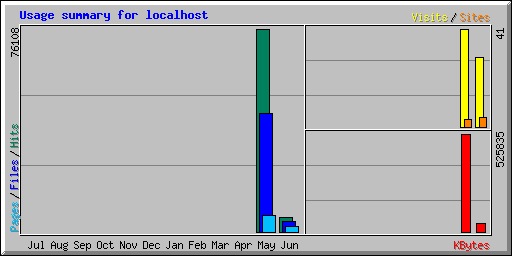 Usage summary for localhost
Visits / Sites
76108
41
Pages / Files / Hits
525835
Jul Aug Sep Oct Nov Dec Jan Feb Mar Apr May Jun
KBytes